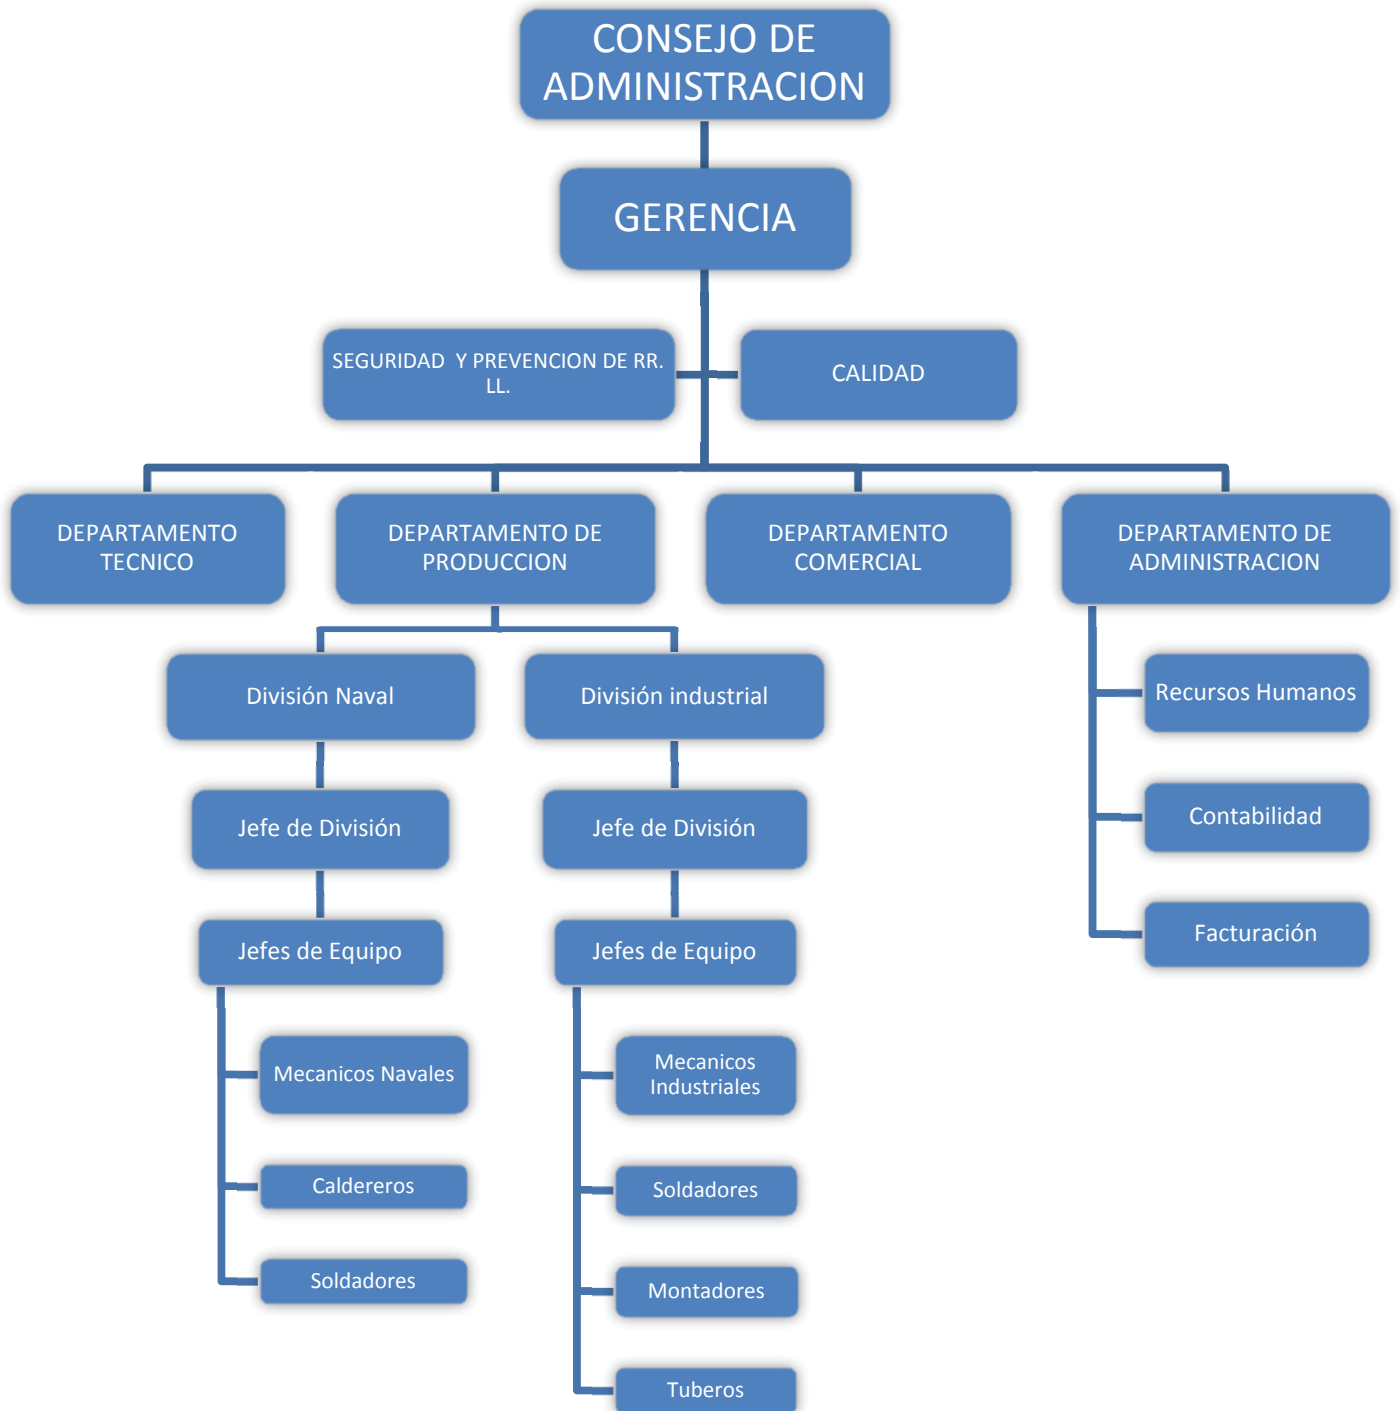 CONSEJO DE
ADMINISTRACION
GERENCIA
SEGURIDAD Y PREVENCION DE RR.
LL.
CALIDAD
DEPARTAMENTO
TECNICO
DEPARTAMENTO DE
PRODUCCION
DEPARTAMENTO
COMERCIAL
DEPARTAMENTO DE
ADMINISTRACION
División Naval
División industrial
Recursos Humanos
Jefe de División
Jefe de División
Contabilidad
Jefes de Equipo
Jefes de Equipo
Facturación
Mecanicos Navales
Mecanicos
Industriales
Caldereros
Soldadores
Soldadores
Montadores
Tuberos